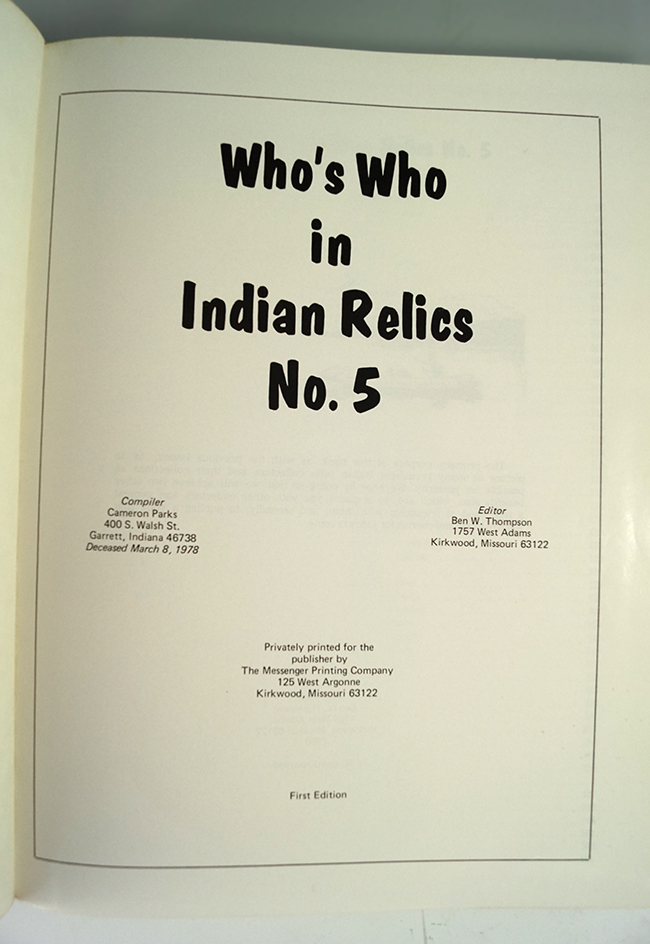 Who's Who
in
Indian Relics
No. 5
Compiler
Cameron Parks
400 S. Walsh St.
Garrett, Indiana 46738
Deceased March 8, 1978
Editor
Ben W. Thompson
1757 West Adams
Kirkwood, Missouri 63122
Privately printed for the
publisher by
The Messenger Printing Company
125 West Argonne
Kirkwood, Missouri 63122
First Edition